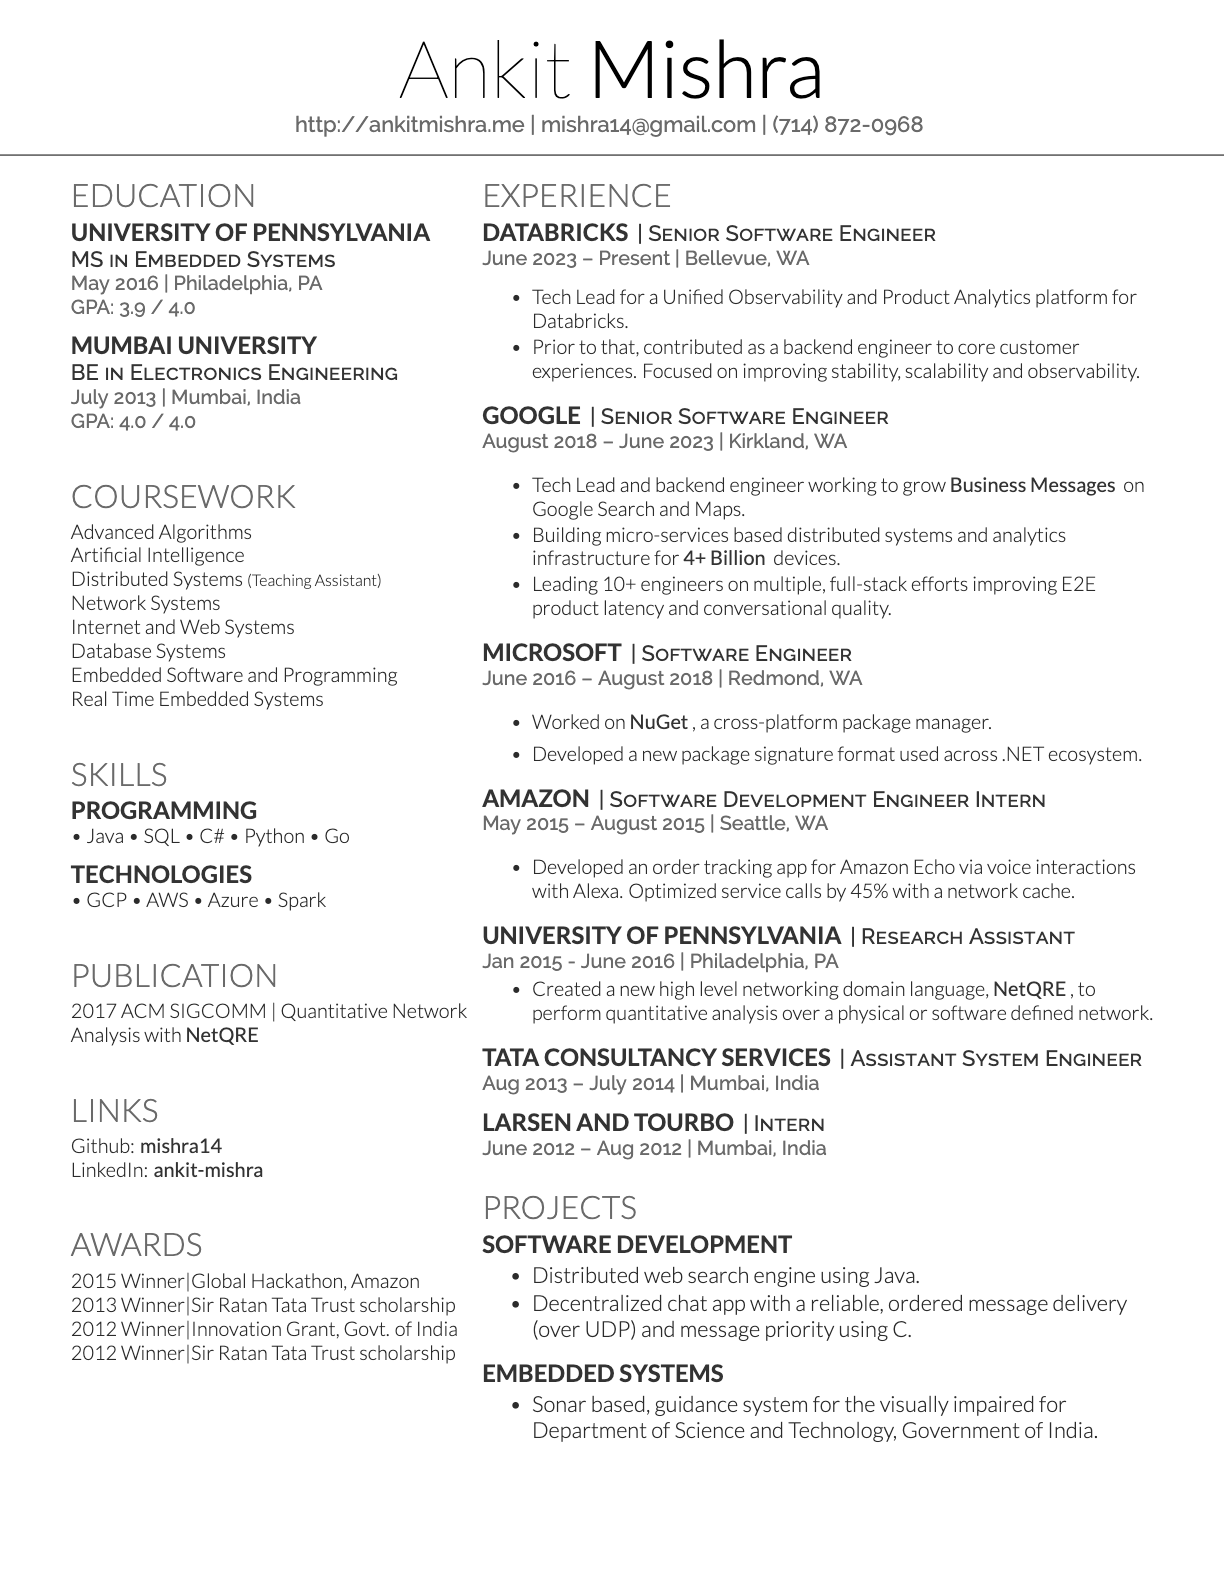 Ankit Mishra
http://ankitmishra.me | mishra14@gmail.com | (714) 872-0968
EDUCATION
UNIVERSITY OF PENNSYLVANIA
MS IN EMBEDDED SYSTEMS
May 2016 | Philadelphia, PA
GPA: 3.9 / 4.0
MUMBAI UNIVERSITY
BE IN ELECTRONICS ENGINEERING
July 2013 | Mumbai, India
GPA: 4.0 / 4.0
COURSEWORK
Advanced Algorithms
Artificial Intelligence
Distributed Systems (Teaching Assistant)
Network Systems
Internet and Web Systems
Database Systems
Embedded Software and Programming
Real Time Embedded Systems
SKILLS
PROGRAMMING
• Java • SQL • C# • Python • Go
TECHNOLOGIES
• GCP • AWS • Azure • Spark
PUBLICATION
2017 ACM SIGCOMM | Quantitative Network
Analysis with NetQRE
LINKS
Github: mishra14
LinkedIn: ankit-mishra
AWARDS
2015 Winner|Global Hackathon, Amazon
2013 Winner|Sir Ratan Tata Trust scholarship
2012 Winner|Innovation Grant, Govt. of India
2012 Winner|Sir Ratan Tata Trust scholarship
EXPERIENCE
DATABRICKS | SENIOR SOFTWARE ENGINEER
June 2023 – Present | Bellevue, WA
• Tech Lead for a Unified Observability and Product Analytics platform for
Databricks.
• Prior to that, contributed as a backend engineer to core customer
experiences. Focused on improving stability, scalability and observability.
GOOGLE | SENIOR SOFTWARE ENGINEER
August 2018 – June 2023 | Kirkland, WA
• Tech Lead and backend engineer working to grow Business Messages on
Google Search and Maps.
• Building micro-services based distributed systems and analytics
infrastructure for 4+ Billion devices.
• Leading 10+ engineers on multiple, full-stack efforts improving E2E
product latency and conversational quality.
MICROSOFT | SOFTWARE ENGINEER
June 2016 – August 2018 | Redmond, WA
• Worked on NuGet , a cross-platform package manager.
• Developed a new package signature format used across .NET ecosystem.
AMAZON | SOFTWARE DEVELOPMENT ENGINEER INTERN
May 2015 – August 2015 | Seattle, WA
• Developed an order tracking app for Amazon Echo via voice interactions
with Alexa. Optimized service calls by 45% with a network cache.
UNIVERSITY OF PENNSYLVANIA | RESEARCH ASSISTANT
Jan 2015 - June 2016 | Philadelphia, PA
• Created a new high level networking domain language, NetQRE , to
perform quantitative analysis over a physical or software defined network.
TATA CONSULTANCY SERVICES | ASSISTANT SYSTEM ENGINEER
Aug 2013 – July 2014 | Mumbai, India
LARSEN AND TOURBO | INTERN
June 2012 – Aug 2012 | Mumbai, India
PROJECTS
SOFTWARE DEVELOPMENT
• Distributed web search engine using Java.
• Decentralized chat app with a reliable, ordered message delivery
(over UDP) and message priority using C.
EMBEDDED SYSTEMS
• Sonar based, guidance system for the visually impaired for
Department of Science and Technology, Government of India.